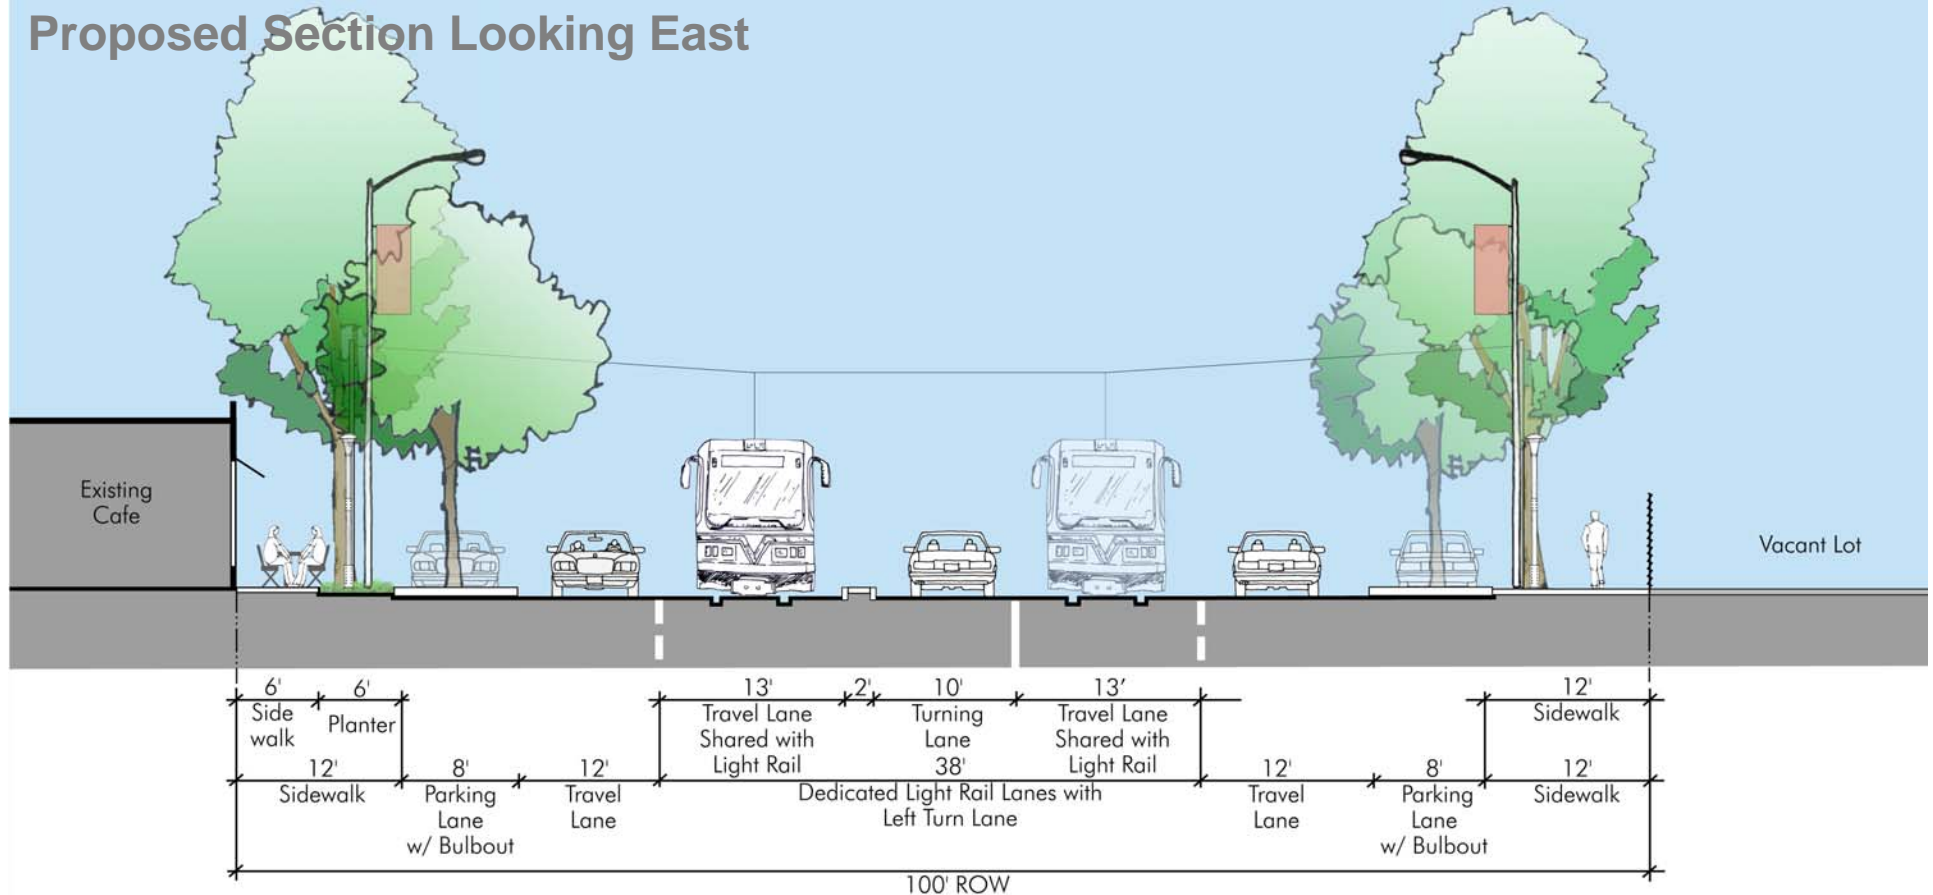 Proposed Section Looking East
Existing
Cafe
Vacant Lot
6'
Side
walk
6'
Planter
13'
Travel Lane
Shared with
Light Rail
2'
10'
Turning
Lane
13’
Travel Lane
Shared with
Light Rail
12'
Sidewalk
12'
Sidewalk
8'
Parking
Lane
w/ Bulbout
12'
Travel
Lane
38'
Dedicated Light Rail Lanes with
Left Turn Lane
12'
Travel
Lane
8'
Parking
Lane
w/ Bulbout
12'
Sidewalk
100' ROW